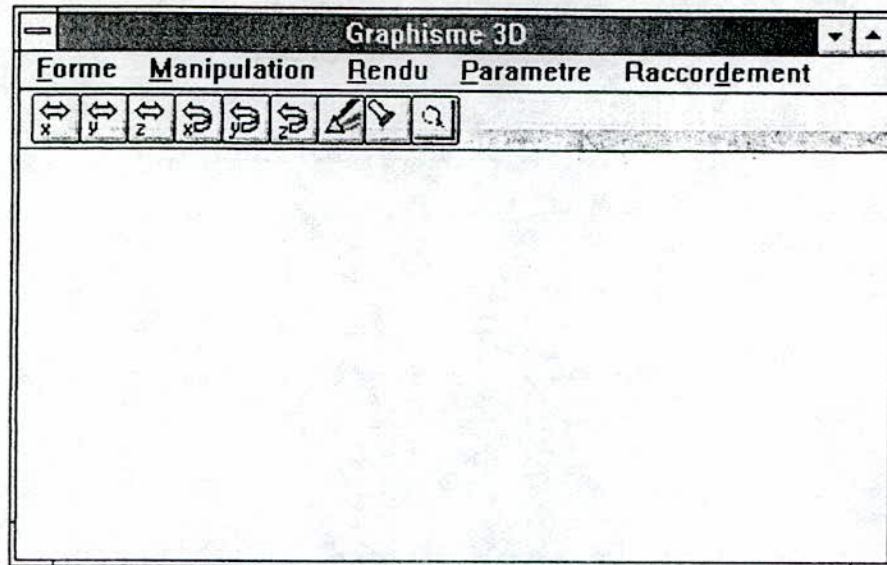 Graphisme 3D
Forme Manipulation Rendu Parametre Raccordement
x y z x y z